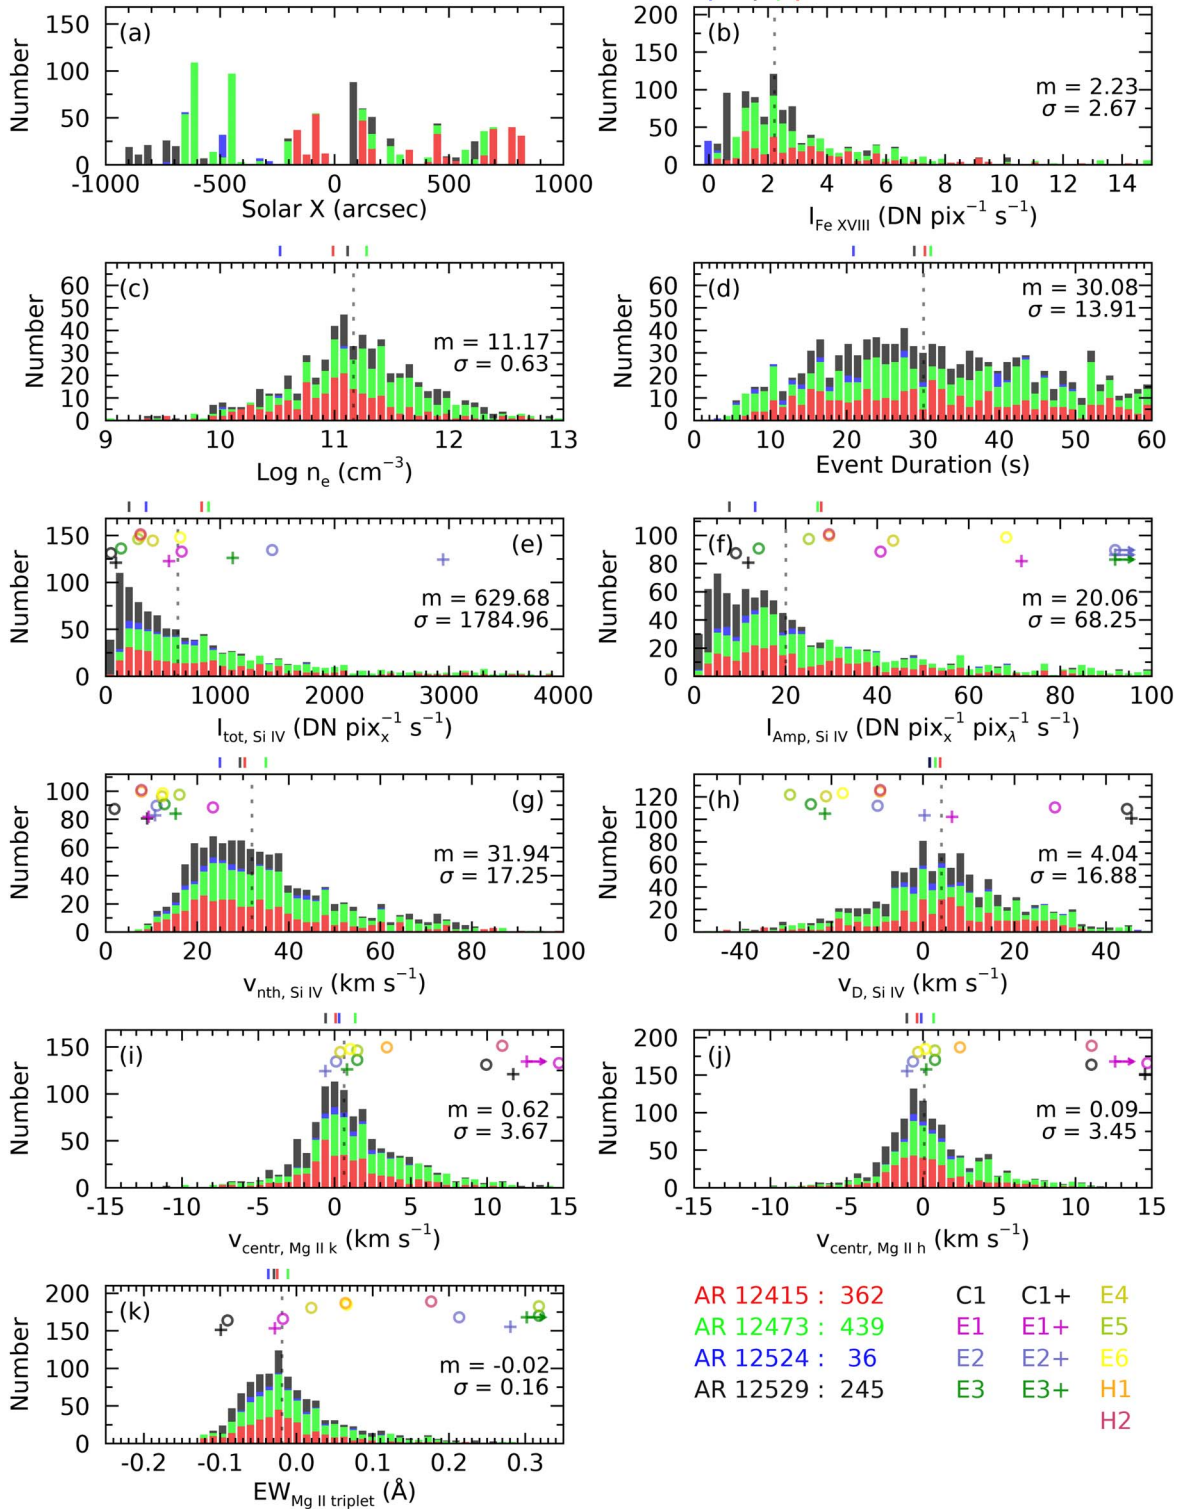 (a)
Number
150
100
50
0
-1000 -500 0 500 1000
Solar X (arcsec)
(b)
Number
200
150
100
50
0
m = 2.23
σ = 2.67
0 2 4 6 8 10 12 14
I Fe XVIII (DN pix⁻¹ s⁻¹)
(c)
Number
60
50
40
30
20
10
0
m = 11.17
σ = 0.63
9 10 11 12 13
Log nₑ (cm⁻³)
(d)
Number
60
50
40
30
20
10
0
m = 30.08
σ = 13.91
0 10 20 30 40 50 60
Event Duration (s)
(e)
Number
150
100
50
0
m = 629.68
σ = 1784.96
0 1000 2000 3000 4000
I tot, Si IV (DN pixₓ⁻¹ s⁻¹)
(f)
Number
100
80
60
40
20
0
m = 20.06
σ = 68.25
0 20 40 60 80 100
I Amp, Si IV (DN pixₓ⁻¹ pix_λ⁻¹ s⁻¹)
(g)
Number
100
80
60
40
20
0
m = 31.94
σ = 17.25
0 20 40 60 80 100
v nth, Si IV (km s⁻¹)
(h)
Number
120
100
80
60
40
20
0
m = 4.04
σ = 16.88
-40 -20 0 20 40
v D, Si IV (km s⁻¹)
(i)
Number
150
100
50
0
m = 0.62
σ = 3.67
-15 -10 -5 0 5 10 15
v centr, Mg II k (km s⁻¹)
(j)
Number
200
150
100
50
0
m = 0.09
σ = 3.45
-15 -10 -5 0 5 10 15
v centr, Mg II h (km s⁻¹)
(k)
Number
200
150
100
50
0
m = -0.02
σ = 0.16
-0.2 -0.1 0.0 0.1 0.2 0.3
EW Mg II triplet (Å)
AR 12415 : 362 C1 C1+ E4
AR 12473 : 439 E1 E1+ E5
AR 12524 : 36 E2 E2+ E6
AR 12529 : 245 E3 E3+ H1
H2